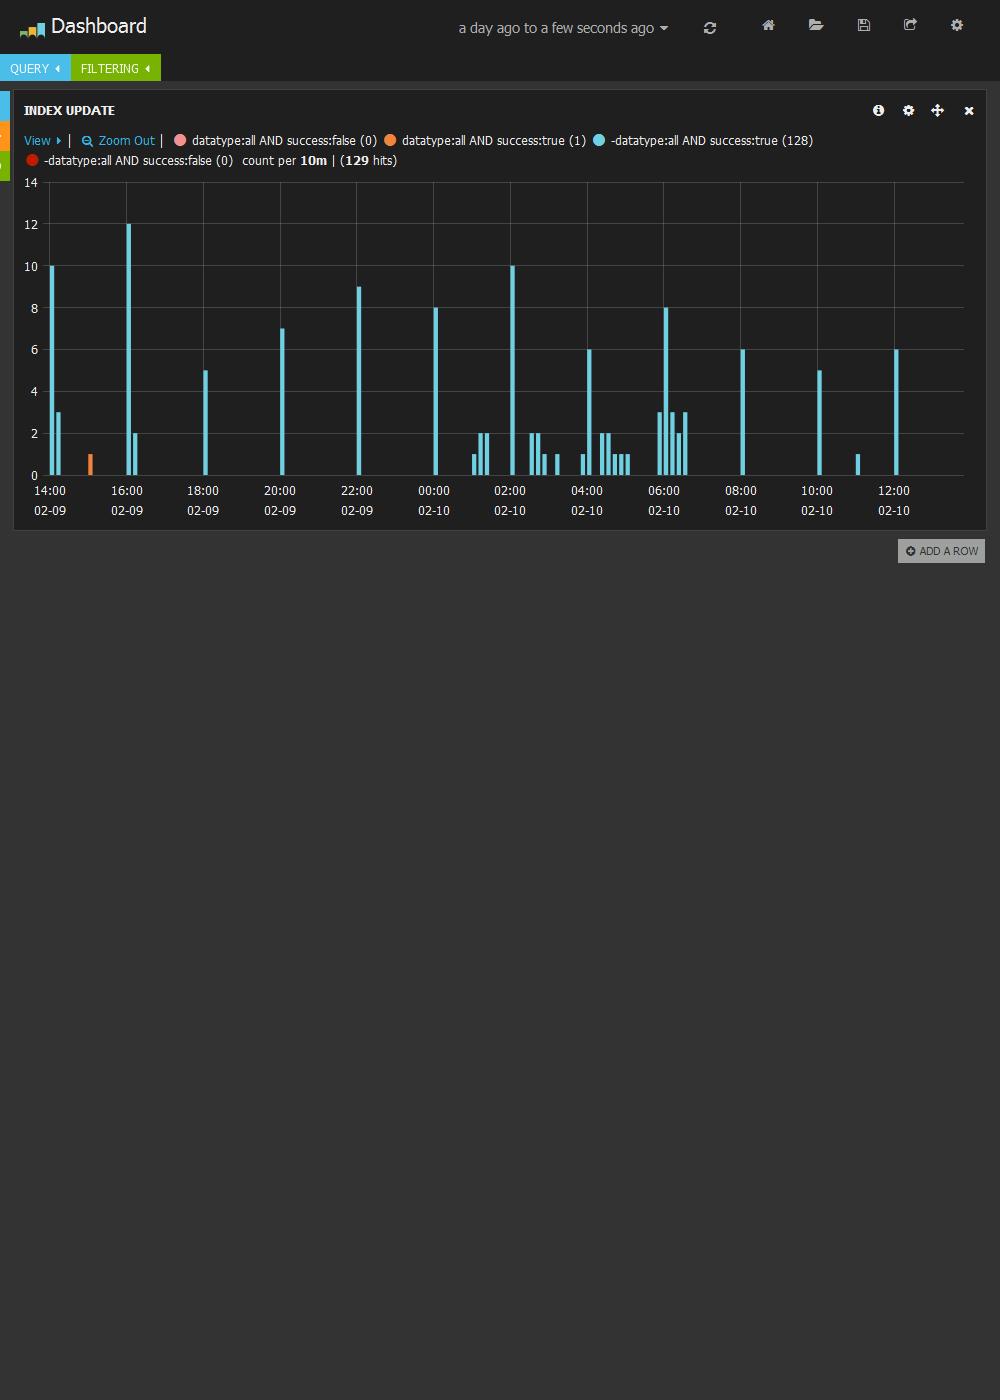 Dashboard
a day ago to a few seconds ago
QUERY
FILTERING
INDEX UPDATE
View | Zoom Out | datatype:all AND success:false (0) datatype:all AND success:true (1) -datatype:all AND success:true (128)
-datatype:all AND success:false (0) count per 10m | (129 hits)
14
12
10
8
6
4
2
0
14:00 16:00 18:00 20:00 22:00 00:00 02:00 04:00 06:00 08:00 10:00 12:00
02-09 02-09 02-09 02-09 02-09 02-10 02-10 02-10 02-10 02-10 02-10 02-10
ADD A ROW